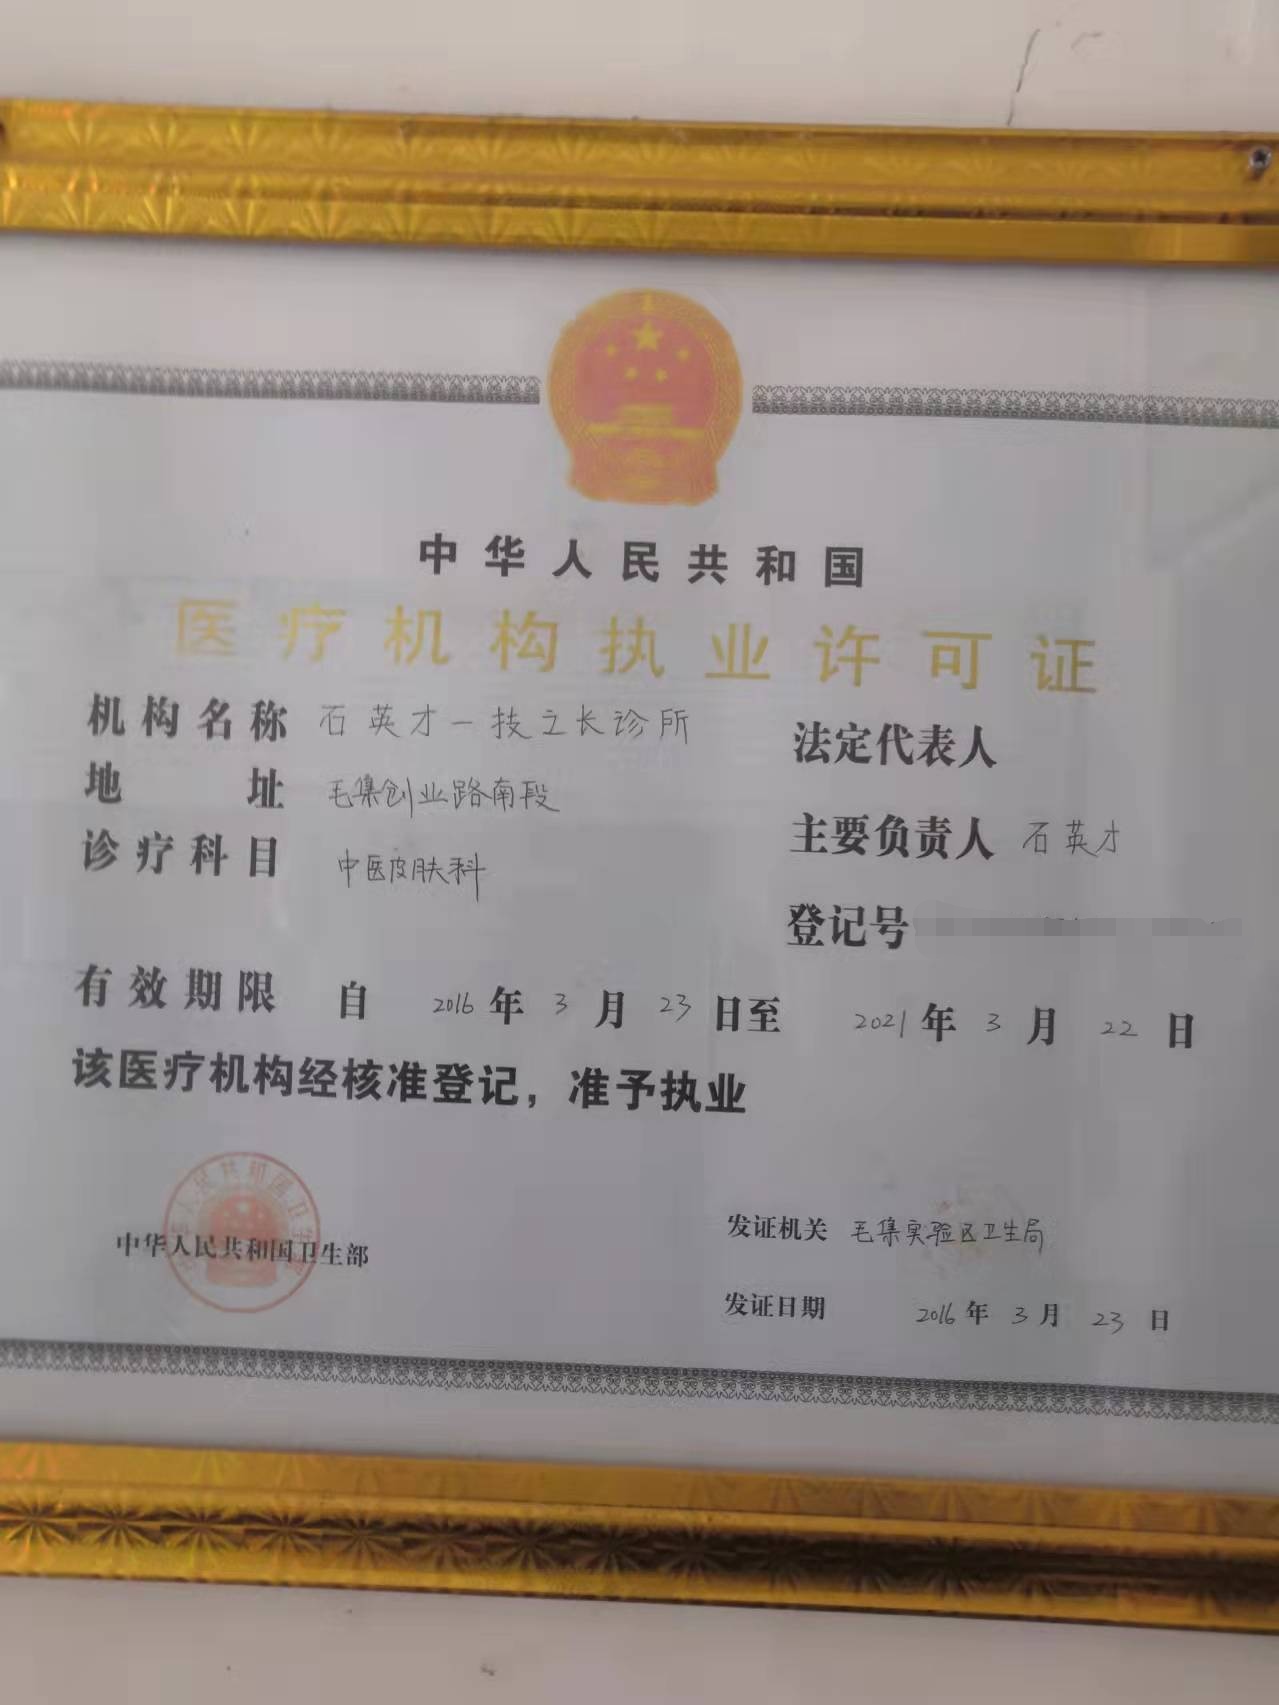 中华人民共和国
医疗机构执业许可证
机构名称 石英才一技之长诊所
地址 毛集创业路南段
诊疗科目 中医皮肤科
法定代表人
主要负责人 石英才
登记号
有效期限 自 2016 年 3 月 23 日至 2021 年 3 月 22 日
该医疗机构经核准登记，准予执业
中华人民共和国卫生部
发证机关 毛集实验区卫生局
发证日期 2016 年 3 月 23 日